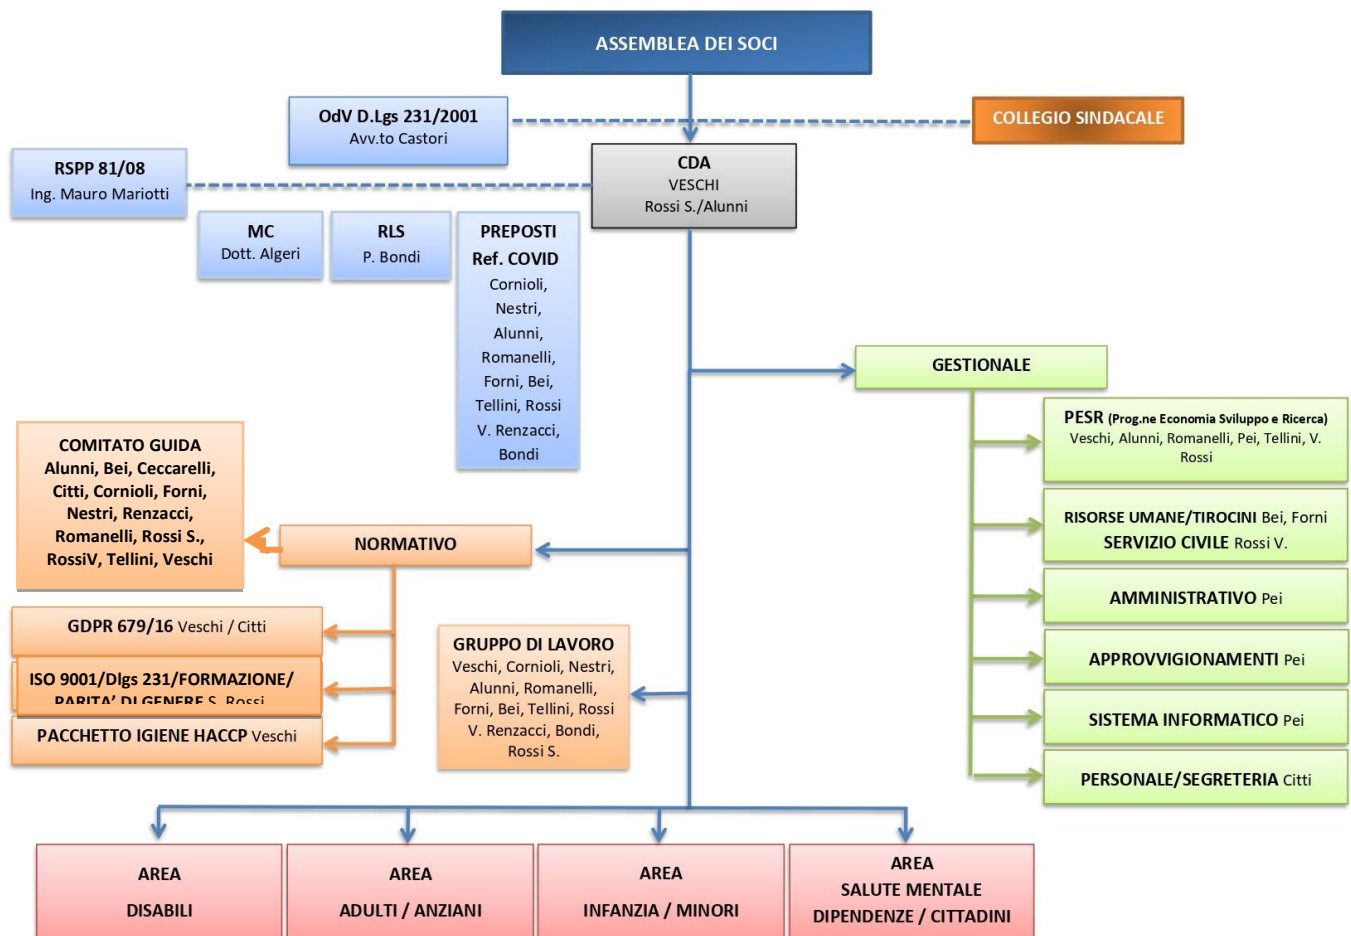 ASSEMBLEA DEI SOCI
OdV D.Lgs 231/2001
Avv.to Castori
COLLEGIO SINDACALE
RSPP 81/08
Ing. Mauro Mariotti
CDA
VESCHI
Rossi S./Alunni
MC
Dott. Algeri
RLS
P. Bondi
PREPOSTI
Ref. COVID
Cornioli,
Nestri,
Alunni,
Romanelli,
Forni, Bei,
Tellini, Rossi
V. Renzacci,
Bondi
GESTIONALE
PESR (Prog.ne Economia Sviluppo e Ricerca)
Veschi, Alunni, Romanelli, Pei, Tellini, V.
Rossi
RISORSE UMANE/TIROCINI Bei, Forni
SERVIZIO CIVILE Rossi V.
AMMINISTRATIVO Pei
APPROVVIGIONAMENTI Pei
SISTEMA INFORMATICO Pei
PERSONALE/SEGRETERIA Citti
COMITATO GUIDA
Alunni, Bei, Ceccarelli,
Citti, Cornioli, Forni,
Nestri, Renzacci,
Romanelli, Rossi S.,
RossiV, Tellini, Veschi
NORMATIVO
GDPR 679/16 Veschi / Citti
ISO 9001/Dlgs 231/FORMAZIONE/
PARITA' DI GENERE S. Rossi
PACCHETTO IGIENE HACCP Veschi
GRUPPO DI LAVORO
Veschi, Cornioli, Nestri,
Alunni, Romanelli,
Forni, Bei, Tellini, Rossi
V. Renzacci, Bondi,
Rossi S.
AREA
DISABILI
AREA
ADULTI / ANZIANI
AREA
INFANZIA / MINORI
AREA
SALUTE MENTALE
DIPENDENZE / CITTADINI